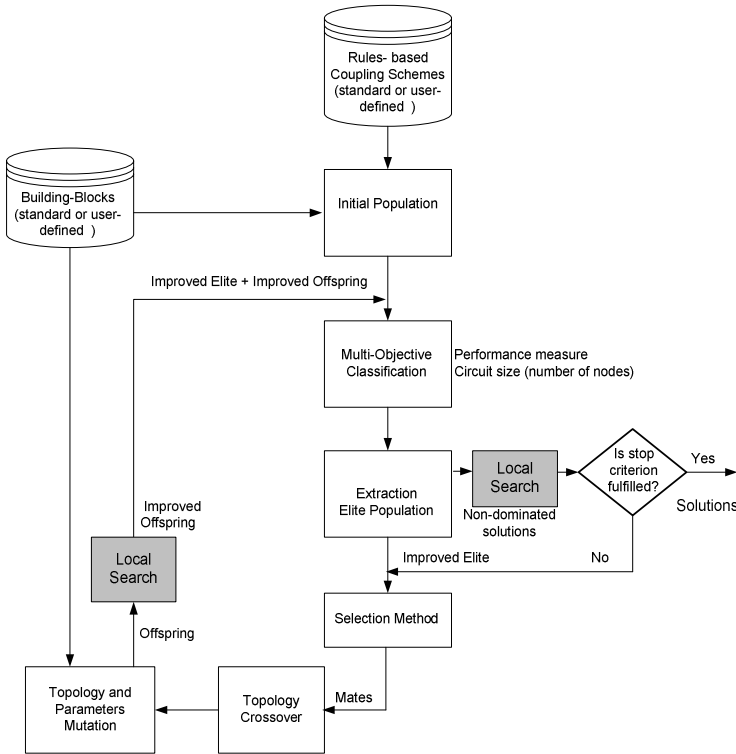 Rules- based
Coupling Schemes
(standard or user-
defined )
Building-Blocks
(standard or user-
defined )
Initial Population
Improved Elite + Improved Offspring
Multi-Objective
Classification
Performance measure
Circuit size (number of nodes)
Extraction
Elite Population
Local
Search
Non-dominated
solutions
Is stop
criterion
fulfilled?
Yes
Solutions
No
Improved Elite
Improved
Offspring
Local
Search
Offspring
Selection Method
Mates
Topology
Crossover
Topology and
Parameters
Mutation